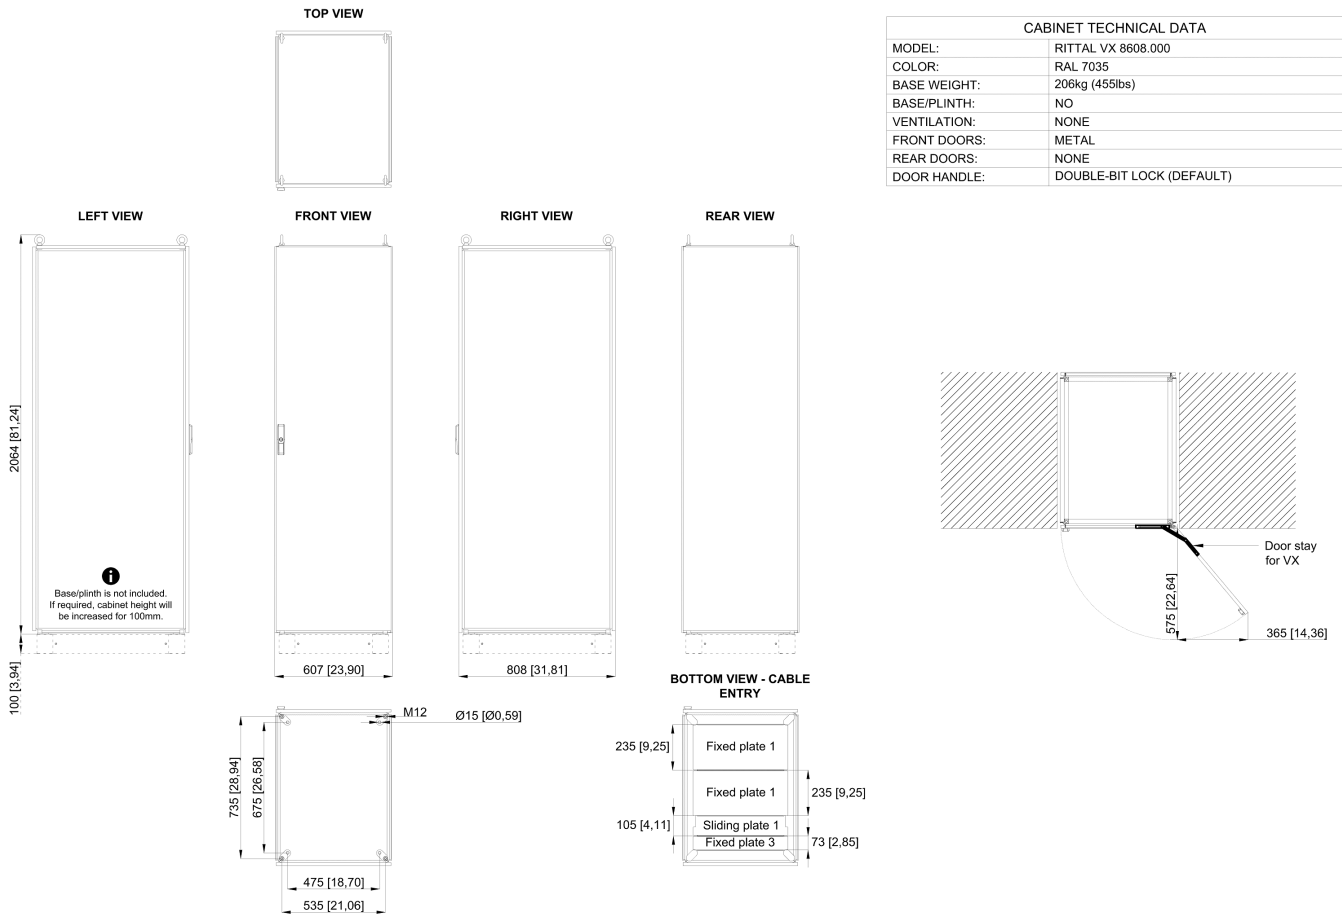 TOP VIEW
CABINET TECHNICAL DATA
MODEL: RITTAL VX 8608.000
COLOR: RAL 7035
BASE WEIGHT: 206kg (455lbs)
BASE/PLINTH: NO
VENTILATION: NONE
FRONT DOORS: METAL
REAR DOORS: NONE
DOOR HANDLE: DOUBLE-BIT LOCK (DEFAULT)
LEFT VIEW
FRONT VIEW
RIGHT VIEW
REAR VIEW
2064 [81,24]
i
Base/plinth is not included.
If required, cabinet height will
be increased for 100mm.
100 [3,94]
607 [23,90]
808 [31,81]
Door stay
for VX
575 [22,64]
365 [14,36]
M12
Ø15 [Ø0,59]
735 [28,94]
675 [26,58]
475 [18,70]
535 [21,06]
BOTTOM VIEW - CABLE
ENTRY
235 [9,25]
Fixed plate 1
Fixed plate 1
235 [9,25]
105 [4,11]
Sliding plate 1
Fixed plate 3
73 [2,85]